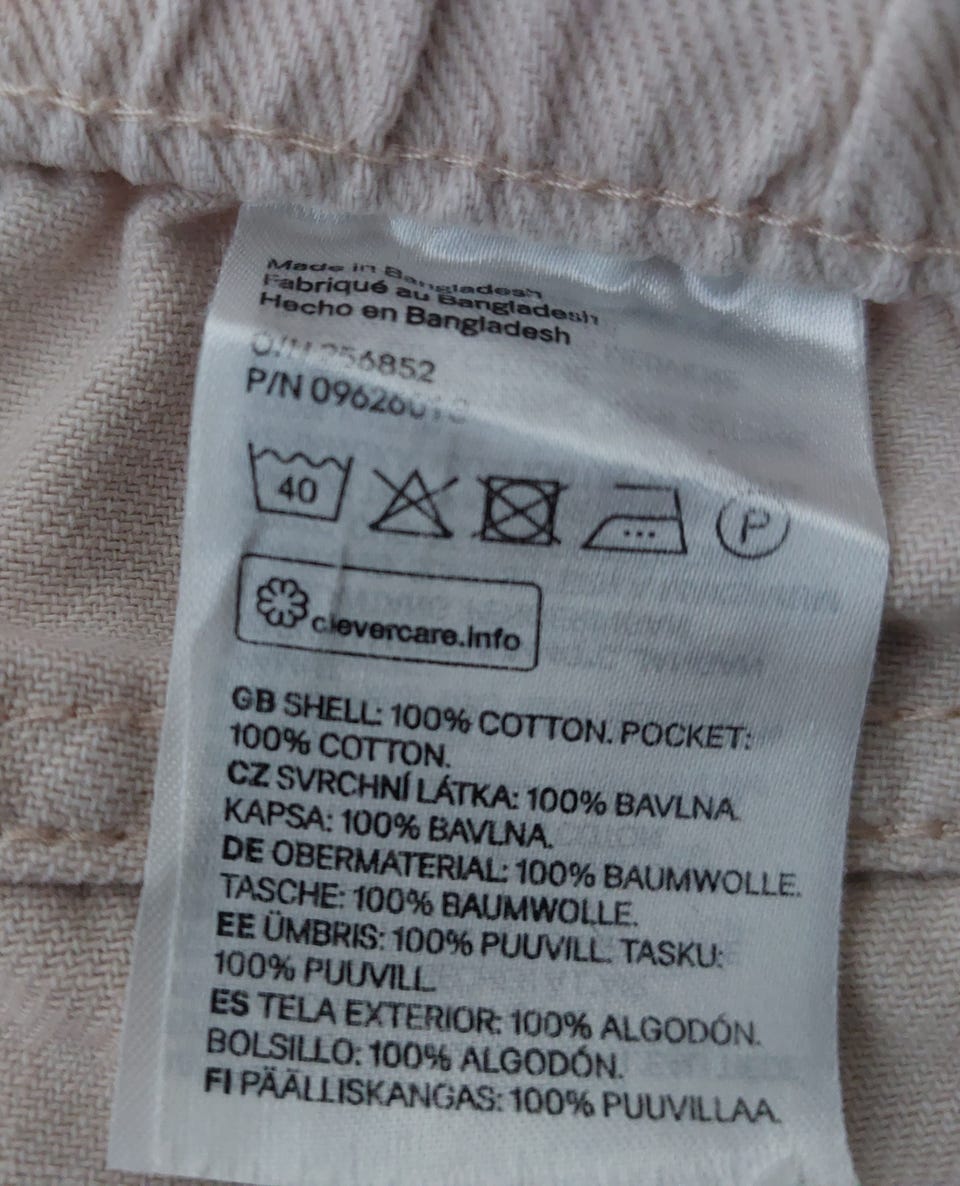 Made in Bangladesh
Fabriqué au Bangladesh
Hecho en Bangladesh
256852
P/N
40
P
clevercare.info
GB SHELL: 100% COTTON. POCKET:
100% COTTON.
CZ SVRCHNÍ LÁTKA: 100% BAVLNA.
KAPSA: 100% BAVLNA.
DE OBERMATERIAL: 100% BAUMWOLLE.
TASCHE: 100% BAUMWOLLE.
EE ÜMBRIS: 100% PUUVILL. TASKU:
100% PUUVILL.
ES TELA EXTERIOR: 100% ALGODÓN.
BOLSILLO: 100% ALGODÓN.
FI PÄÄLLISKANGAS: 100% PUUVILLAA.